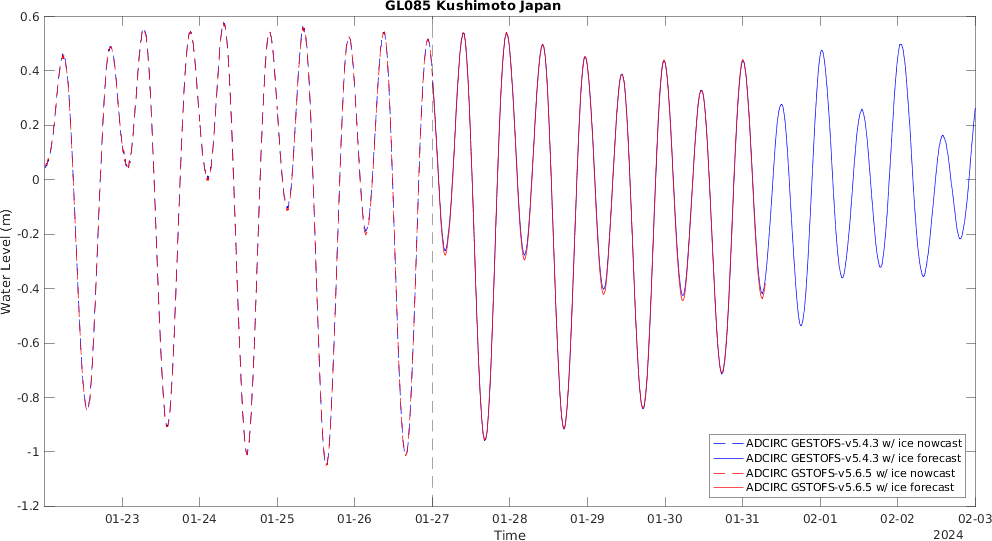 GL085 Kushimoto Japan
0.6
0.4
0.2
0
-0.2
-0.4
-0.6
-0.8
-1
-1.2
Water Level (m)
ADCIRC GESTOFS-v5.4.3 w/ ice nowcast
ADCIRC GESTOFS-v5.4.3 w/ ice forecast
ADCIRC GSTOFS-v5.6.5 w/ ice nowcast
ADCIRC GSTOFS-v5.6.5 w/ ice forecast
01-23 01-24 01-25 01-26 01-27 01-28 01-29 01-30 01-31 02-01 02-02 02-03
Time
2024